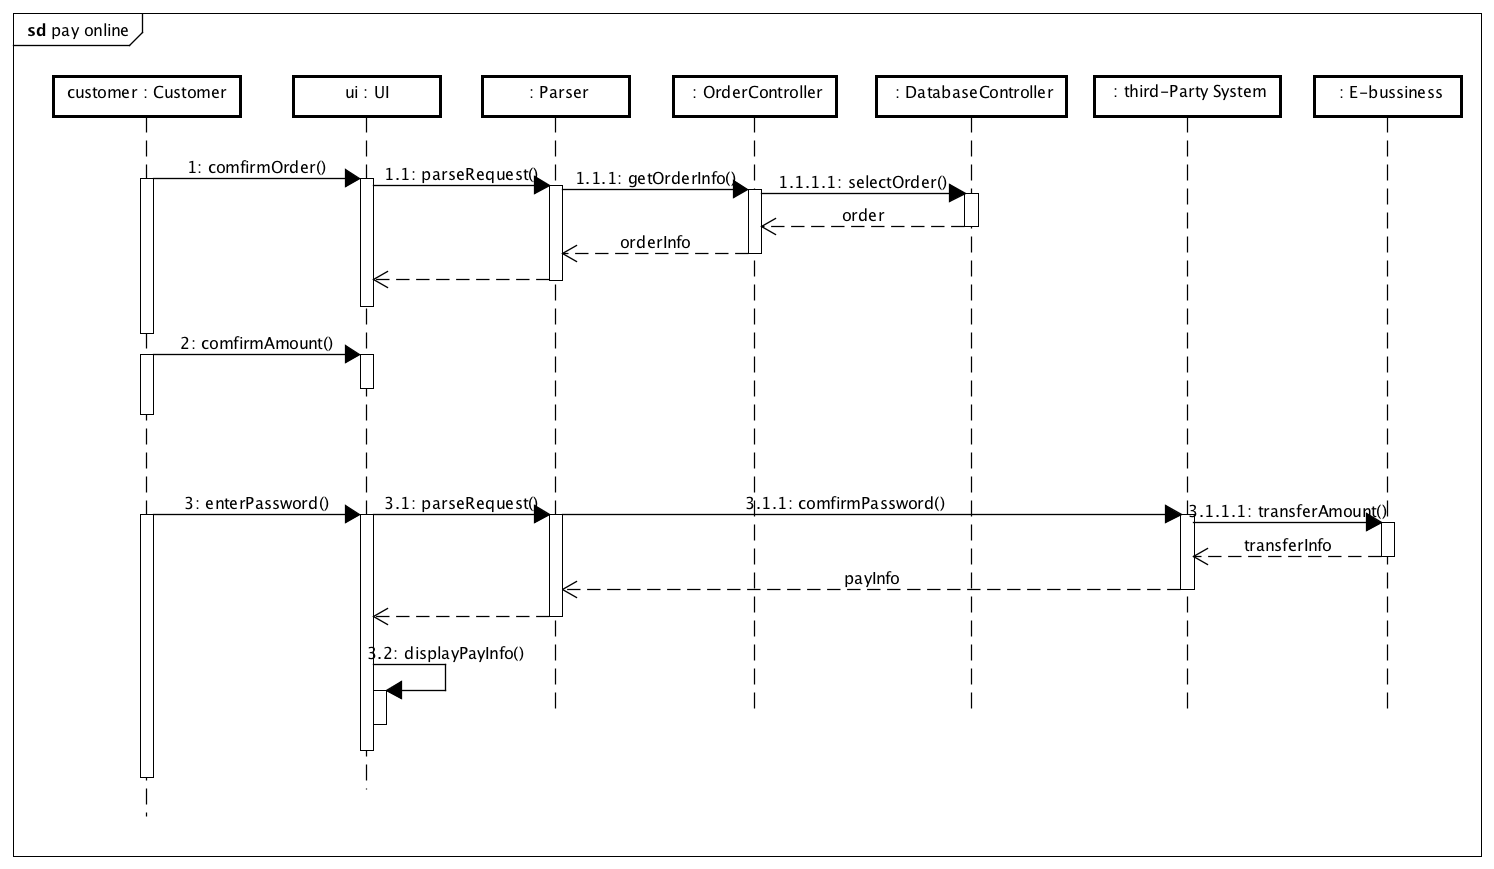 sd pay online
customer : Customer
ui : UI
: Parser
: OrderController
: DatabaseController
: third-Party System
: E-bussiness
1: comfirmOrder()
1.1: parseRequest()
1.1.1: getOrderInfo()
1.1.1.1: selectOrder()
order
orderInfo
2: comfirmAmount()
3: enterPassword()
3.1: parseRequest()
3.1.1: comfirmPassword()
3.1.1.1: transferAmount()
transferInfo
payInfo
3.2: displayPayInfo()